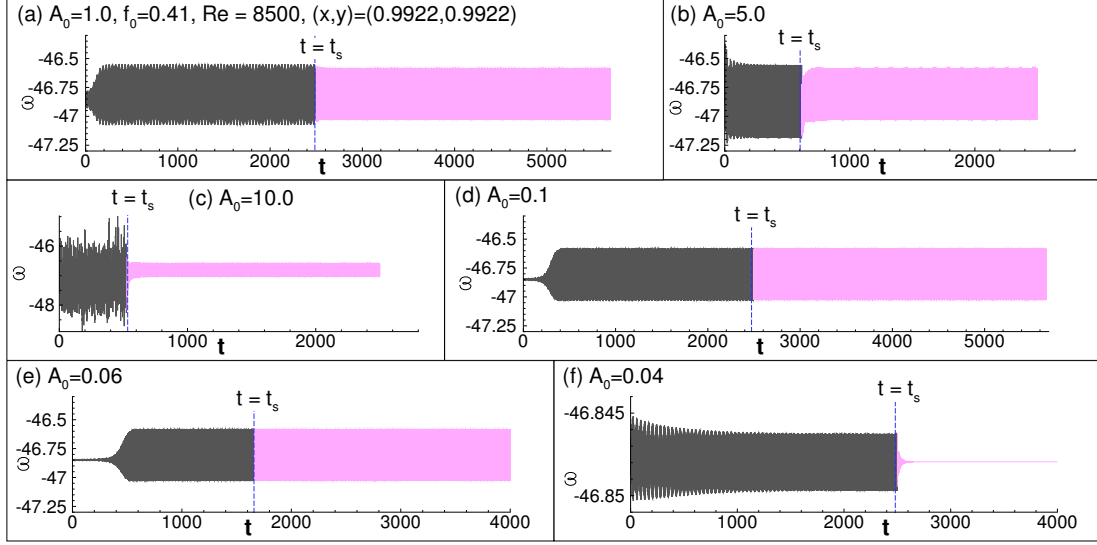 (a) A₀=1.0, f₀=0.41, Re = 8500, (x,y)=(0.9922,0.9922)
t = tₛ
-46.5
-46.75
-47
-47.25
ω
0 1000 2000 3000 4000 5000
t
(b) A₀=5.0
t = tₛ
-46.5
-46.75
-47
-47.25
ω
0 1000 2000
t
(c) A₀=10.0
t = tₛ
-46
-48
ω
0 1000 2000
t
(d) A₀=0.1
t = tₛ
-46.5
-46.75
-47
-47.25
ω
0 1000 2000 3000 4000 5000
t
(e) A₀=0.06
t = tₛ
-46.5
-46.75
-47
-47.25
ω
0 1000 2000 3000 4000
t
(f) A₀=0.04
t = tₛ
-46.845
-46.85
ω
0 1000 2000 3000 4000
t